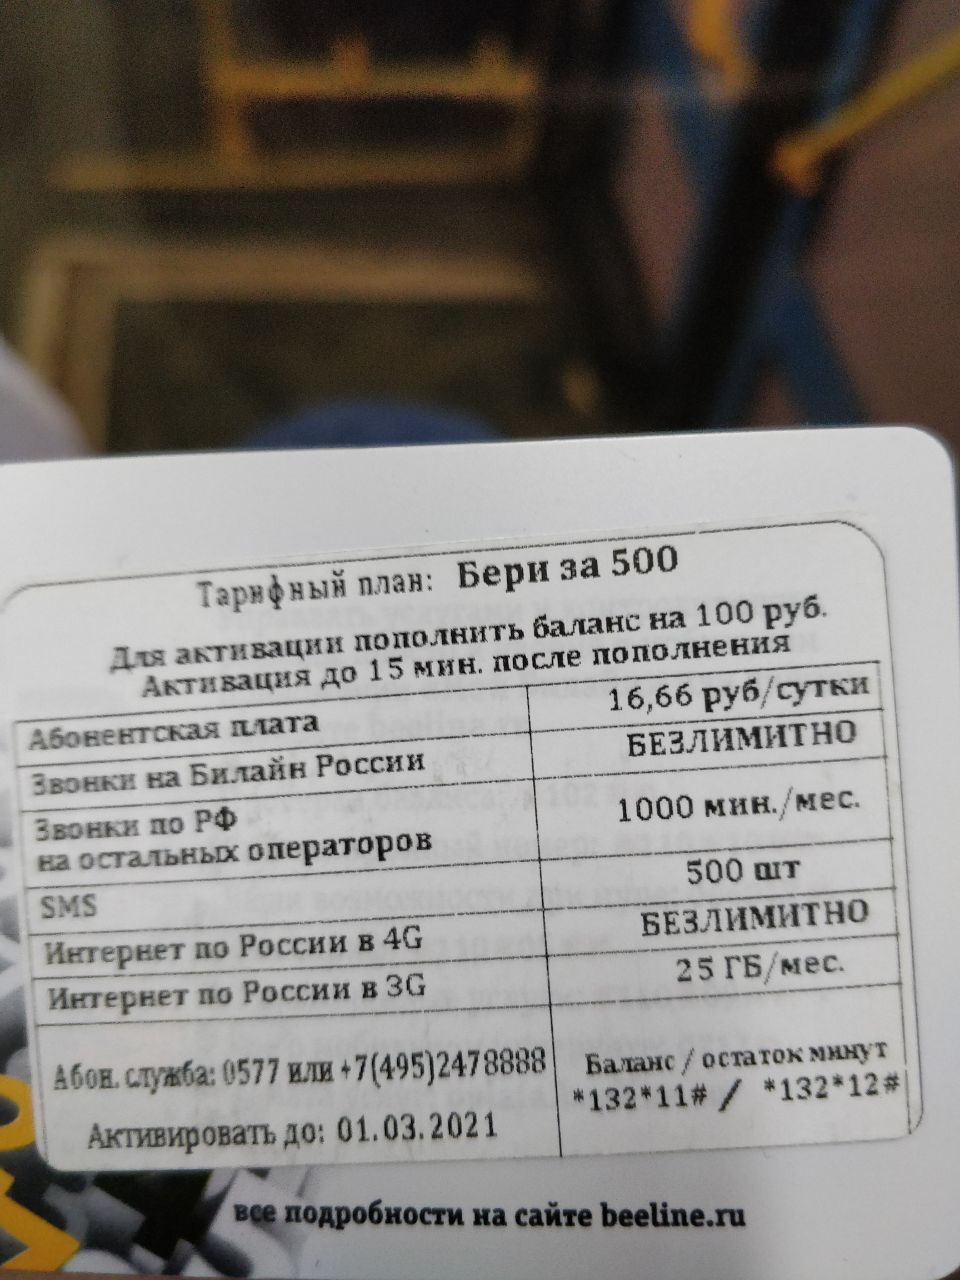 Тарифный план: Бери за 500
Для активации пополнить баланс на 100 руб.
Активация до 15 мин. после пополнения
Абонентская плата 16,66 руб/сутки
Звонки на Билайн России БЕЗЛИМИТНО
Звонки по РФ
на остальных операторов 1000 мин./мес.
SMS 500 шт
Интернет по России в 4G БЕЗЛИМИТНО
Интернет по России в 3G 25 ГБ/мес.
Абон. служба: 0577 или +7(495)2478888
Активировать до: 01.03.2021
Баланс / остаток минут
*132*11# / *132*12#
все подробности на сайте beeline.ru